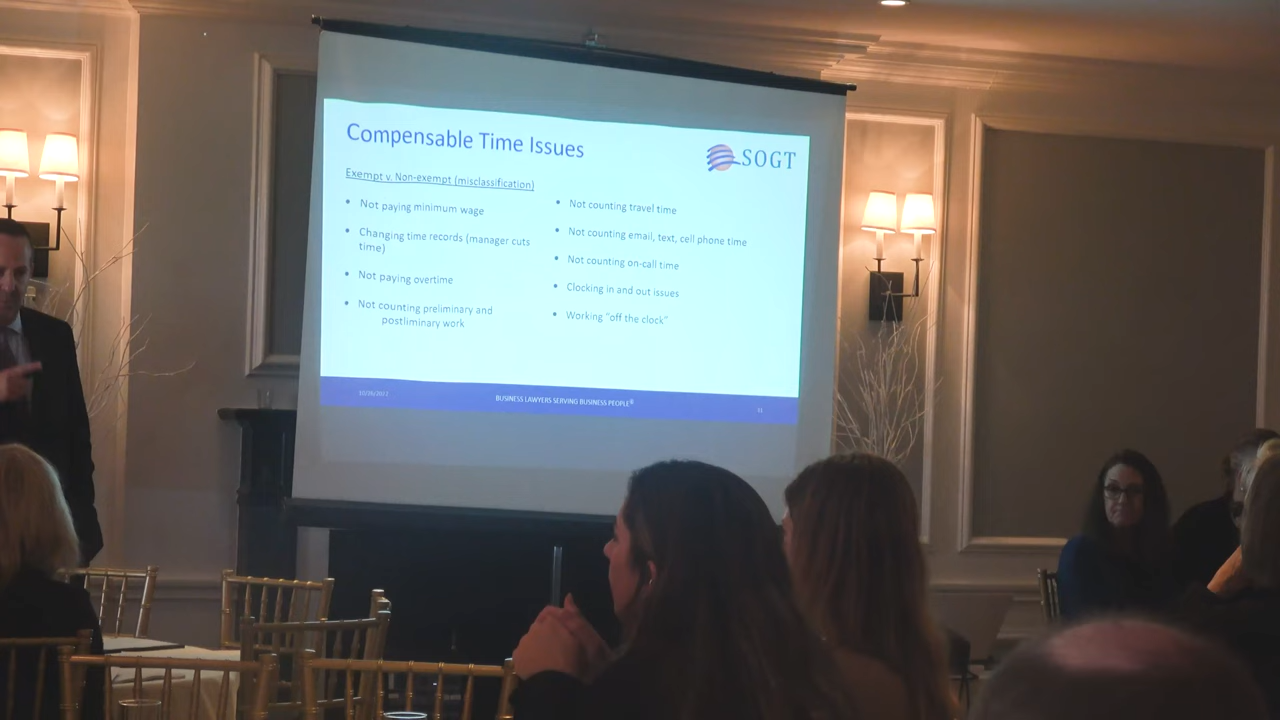 Compensable Time Issues
SOGT
Exempt v. Non-exempt (misclassification)
• Not paying minimum wage
• Changing time records (manager cuts
time)
• Not paying overtime
• Not counting preliminary and
postliminary work
• Not counting travel time
• Not counting email, text, cell phone time
• Not counting on-call time
• Clocking in and out issues
• Working "off the clock"
BUSINESS LAWYERS SERVING BUSINESS PEOPLE®